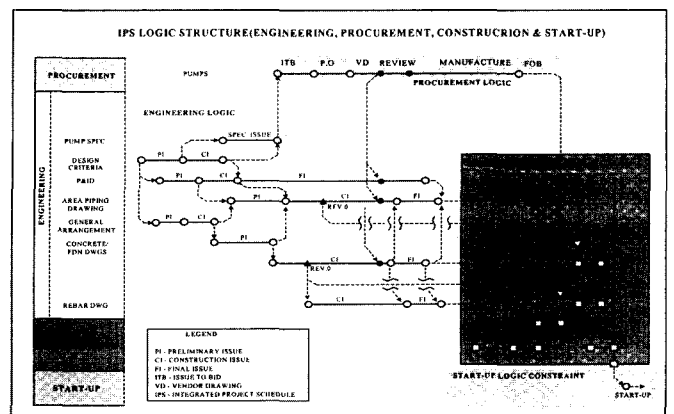 IPS LOGIC STRUCTURE(ENGINEERING, PROCUREMENT, CONSTRUCRION & START-UP)
PROCUREMENT
PUMPS
ITB
P.O
VD
REVIEW
MANUFACTURE
FOB
PROCUREMENT LOGIC
ENGINEERING LOGIC
ENGINEERING
PUMP SPEC
SPEC ISSUE
DESIGN
CRITERIA
PI
CI
P&ID
PI
CI
FI
AREA PIPING
DRAWING
PI
CI
FI
REV.0
GENERAL
ARRANGEMENT
PI
CI
CONCRETE/
FDN DWGS
PI
CI
FI
REV.0
REBAR DWG
CI
FI
START-UP
LEGEND
PI - PRELIMINARY ISSUE
CI - CONSTRUCTION ISSUE
FI - FINAL ISSUE
ITB - ISSUE TO BID
VD - VENDOR DRAWING
IPS - INTEGRATED PROJECT SCHEDULE
START-UP LOGIC CONSTRAINT
START-UP